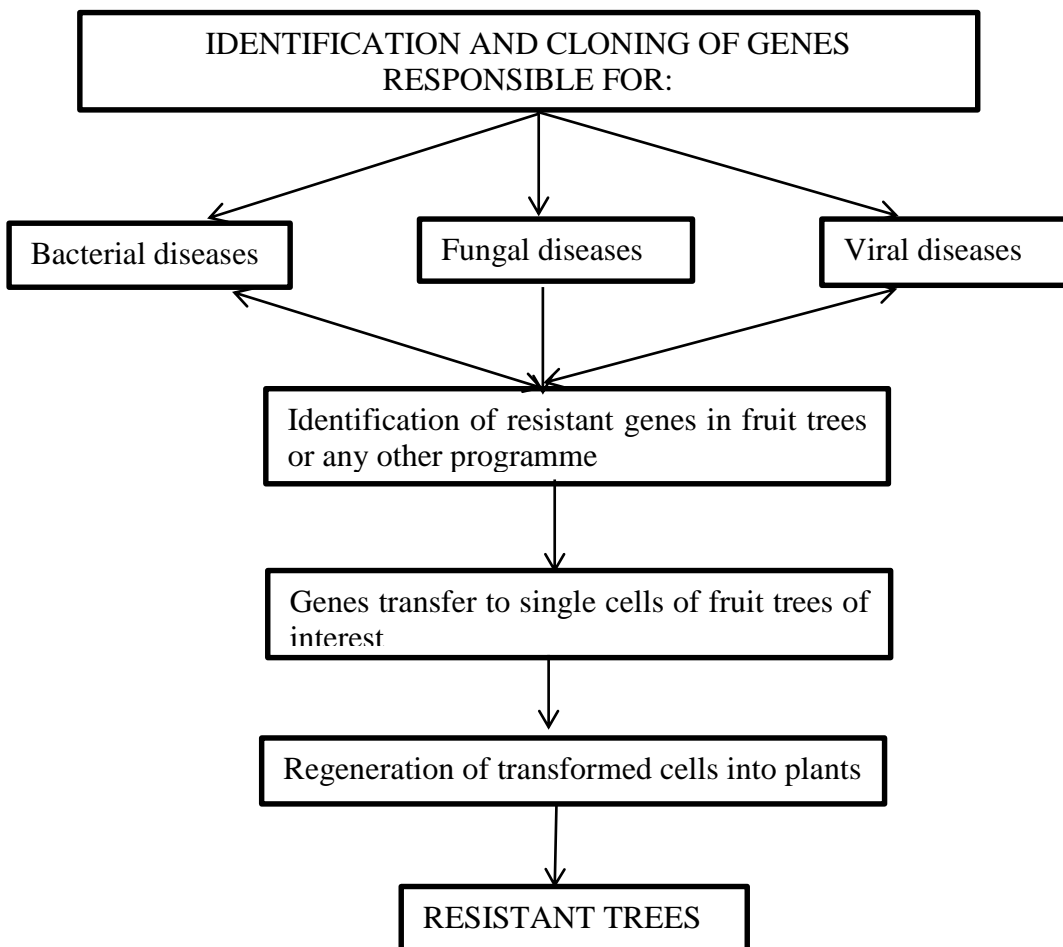 IDENTIFICATION AND CLONING OF GENES
RESPONSIBLE FOR:
Bacterial diseases
Fungal diseases
Viral diseases
Identification of resistant genes in fruit trees
or any other programme
Genes transfer to single cells of fruit trees of
interest
Regeneration of transformed cells into plants
RESISTANT TREES